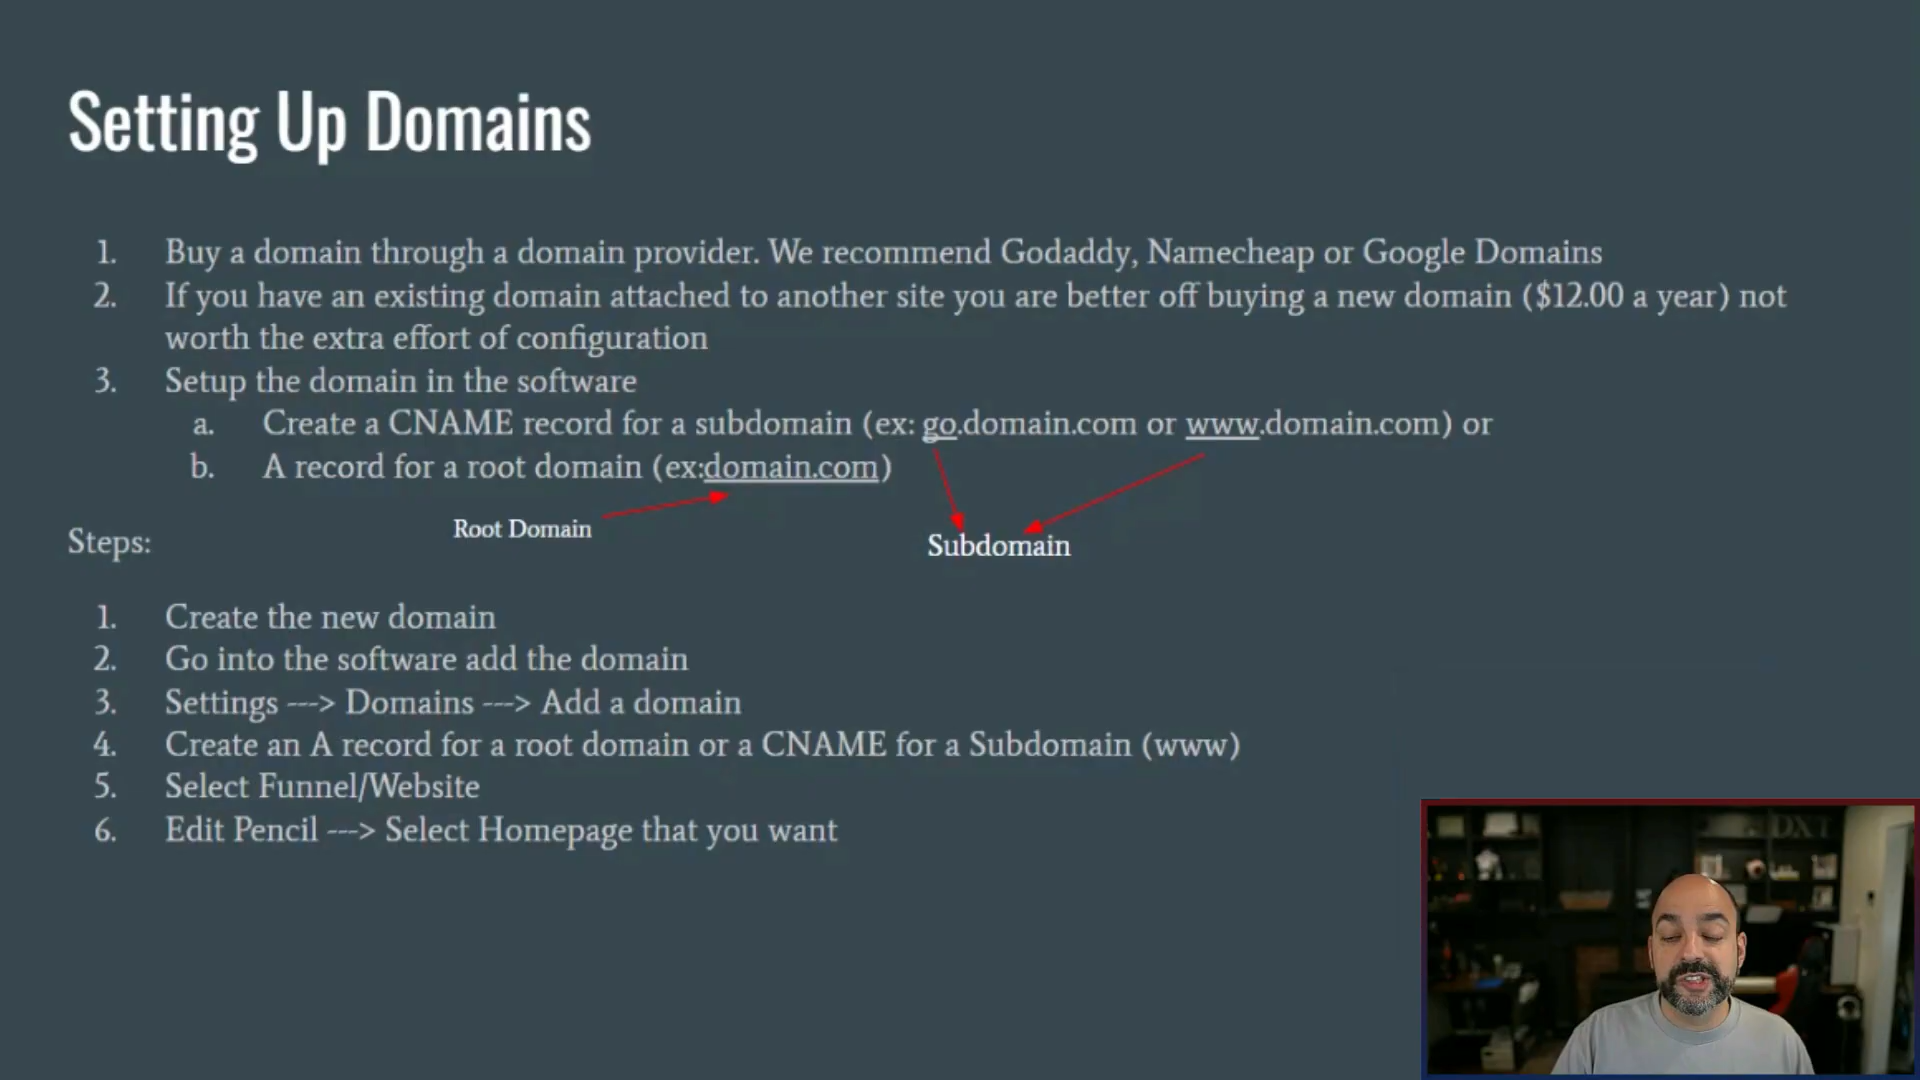 Setting Up Domains
1. Buy a domain through a domain provider. We recommend Godaddy, Namecheap or Google Domains
2. If you have an existing domain attached to another site you are better off buying a new domain ($12.00 a year) not
worth the extra effort of configuration
3. Setup the domain in the software
a. Create a CNAME record for a subdomain (ex: go.domain.com or www.domain.com) or
b. A record for a root domain (ex:domain.com)
Root Domain
Subdomain
Steps:
1. Create the new domain
2. Go into the software add the domain
3. Settings ---> Domains ---> Add a domain
4. Create an A record for a root domain or a CNAME for a Subdomain (www)
5. Select Funnel/Website
6. Edit Pencil ---> Select Homepage that you want